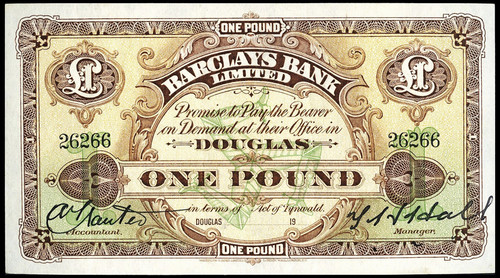 ONE POUND
£ BARCLAYS BANK £
LIMITED
Promise to Pay the Bearer
26266 on Demand at their Office in 26266
DOUGLAS
ONE POUND
in terms of Act of Tynwald
DOUGLAS 19
Accountant. Manager.
ONE POUND